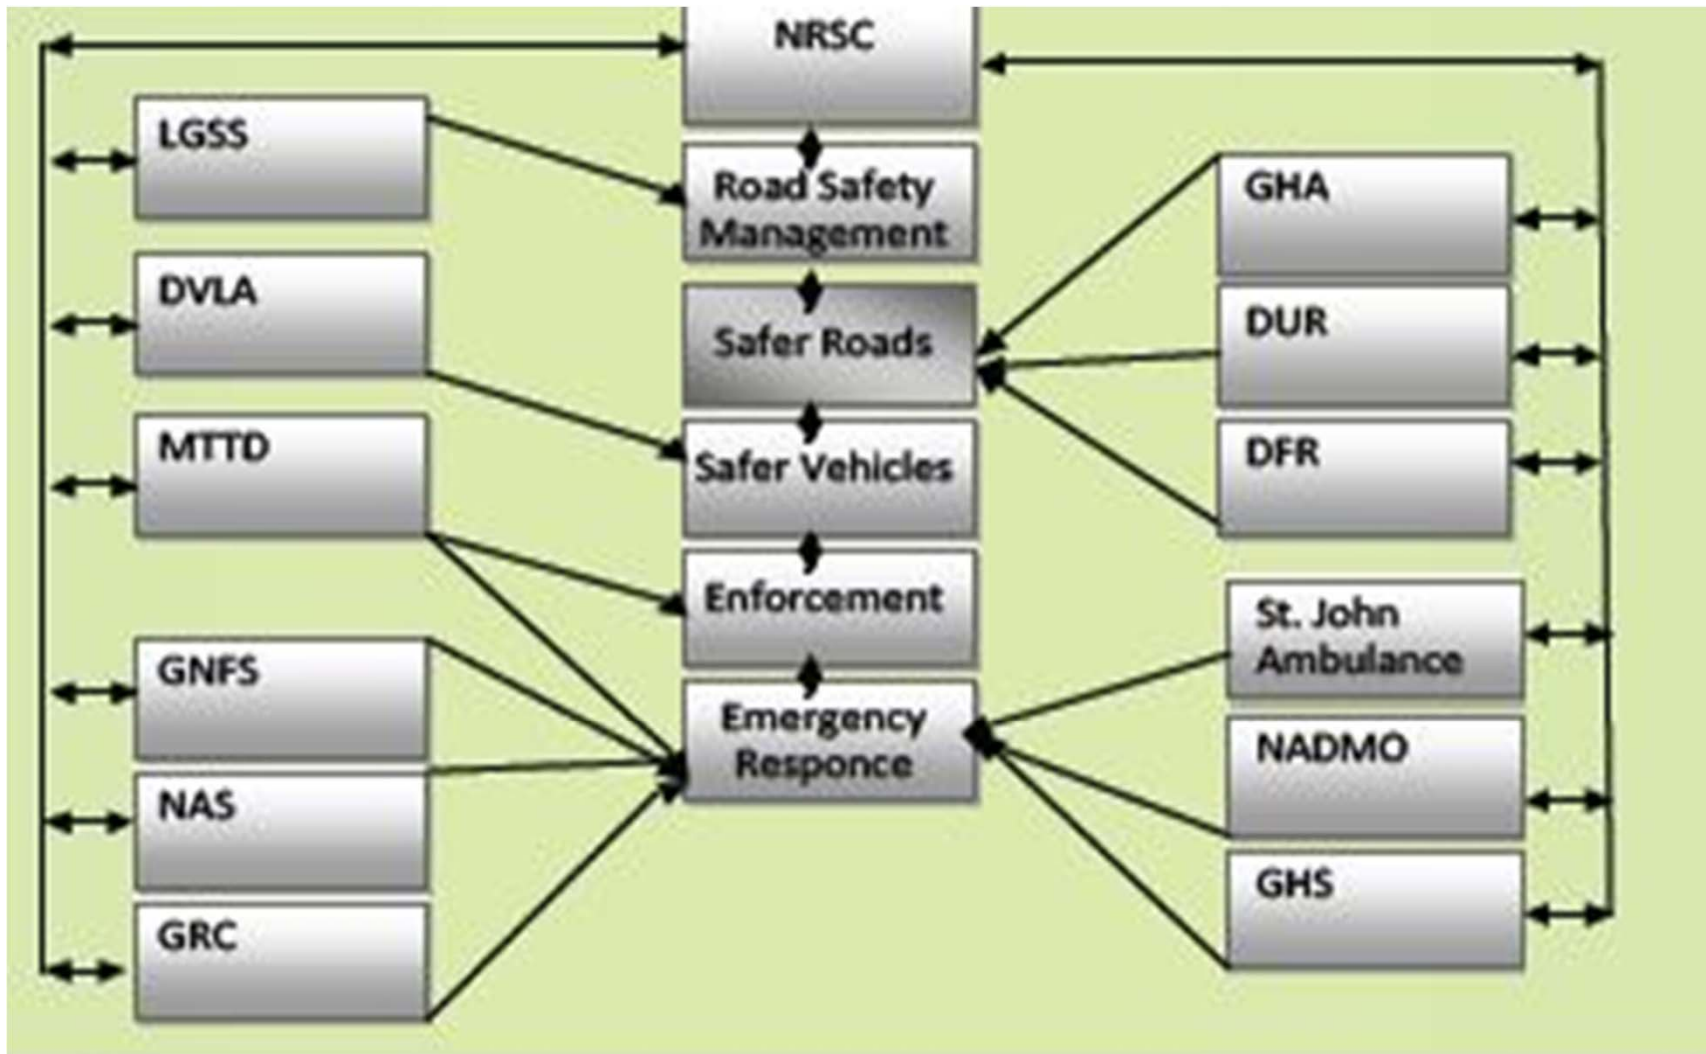 NRSC
LGSS
DVLA
MTTD
GNFS
NAS
GRC
Road Safety
Management
Safer Roads
Safer Vehicles
Enforcement
Emergency
Responce
GHA
DUR
DFR
St. John
Ambulance
NADMO
GHS